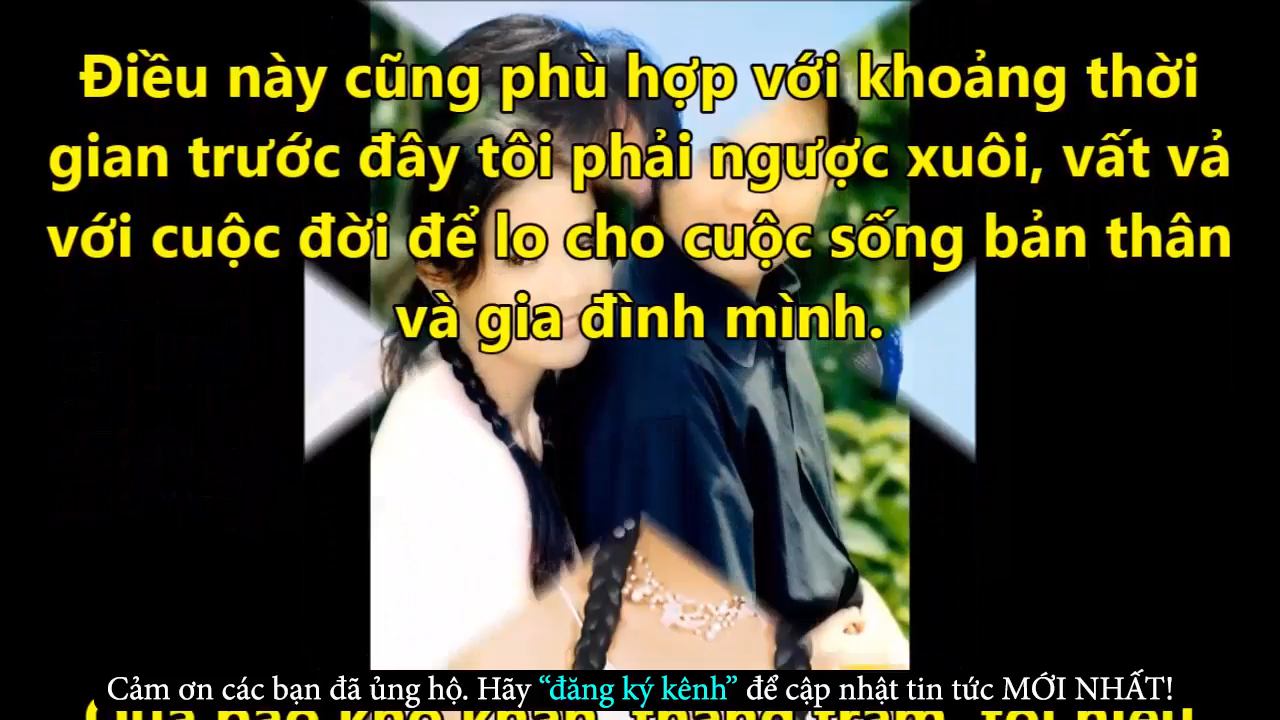 Điều này cũng phù hợp với khoảng thời
gian trước đây tôi phải ngược xuôi, vất vả
với cuộc đời để lo cho cuộc sống bản thân
và gia đình mình.
Cảm ơn các bạn đã ủng hộ. Hãy “đăng ký kênh” để cập nhật tin tức MỚI NHẤT!